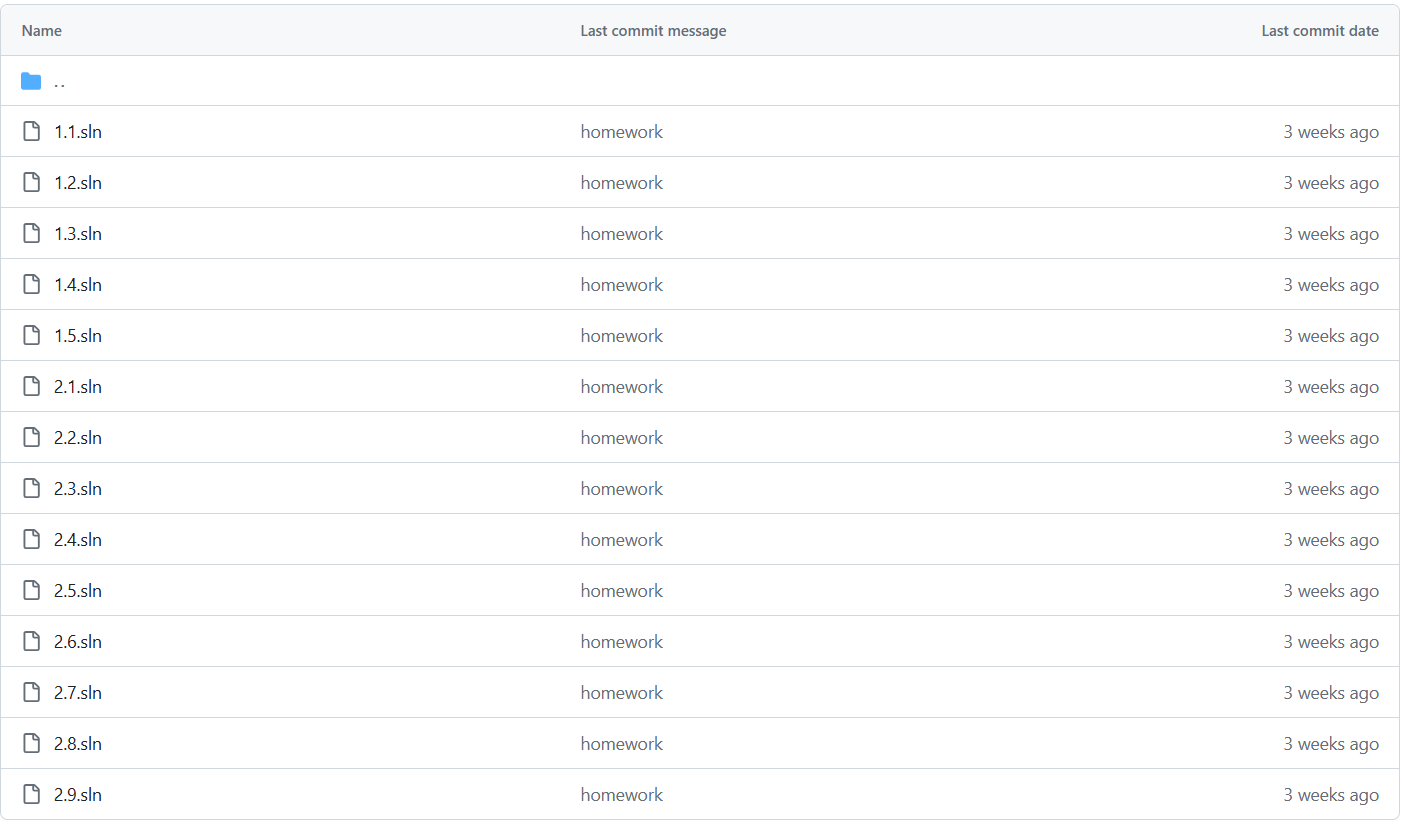 Name Last commit message Last commit date
..
1.1.sln homework 3 weeks ago
1.2.sln homework 3 weeks ago
1.3.sln homework 3 weeks ago
1.4.sln homework 3 weeks ago
1.5.sln homework 3 weeks ago
2.1.sln homework 3 weeks ago
2.2.sln homework 3 weeks ago
2.3.sln homework 3 weeks ago
2.4.sln homework 3 weeks ago
2.5.sln homework 3 weeks ago
2.6.sln homework 3 weeks ago
2.7.sln homework 3 weeks ago
2.8.sln homework 3 weeks ago
2.9.sln homework 3 weeks ago